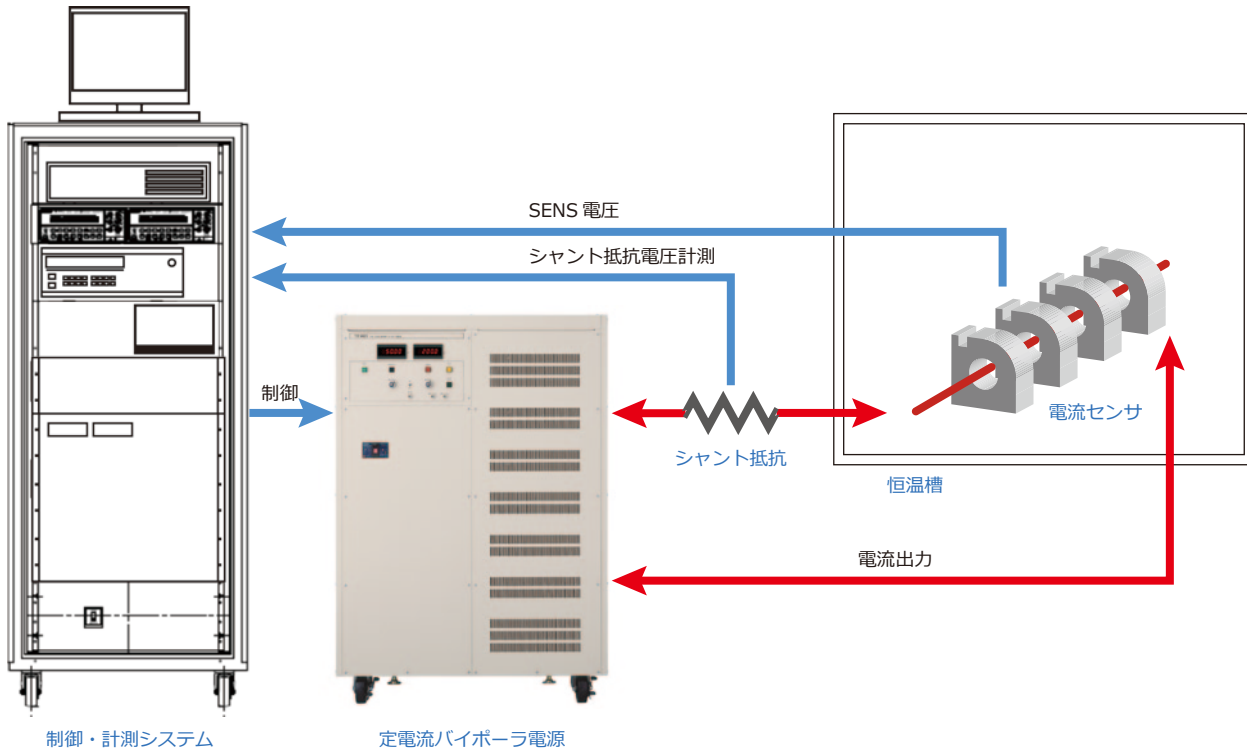 SENS 電圧
シャント抵抗電圧計測
制御
シャント抵抗
電流センサ
恒温槽
電流出力
制御・計測システム
定電流バイポーラ電源